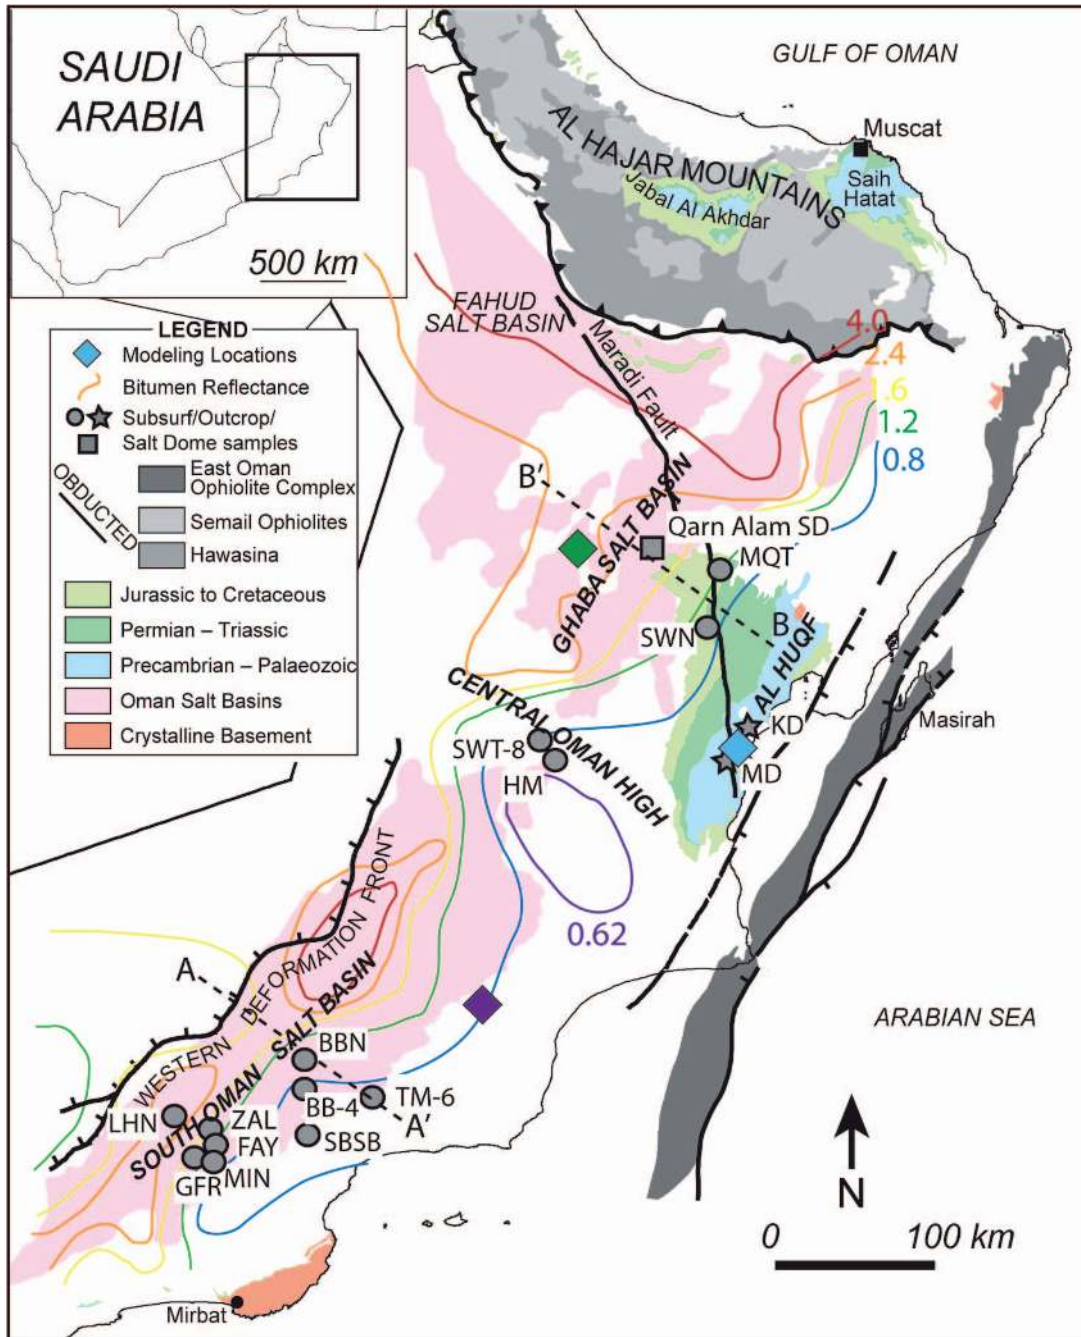 SAUDI
ARABIA
500 km
GULF OF OMAN
Muscat
AL HAJAR MOUNTAINS
Saih
Hatat
Jabal Al Akhdar
FAHUD
SALT BASIN
Maradi Fault
4.0
2.4
1.6
1.2
0.8
LEGEND
Modeling Locations
Bitumen Reflectance
Subsurf/Outcrop/
Salt Dome samples
OBDUCTED
East Oman
Ophiolite Complex
Semail Ophiolites
Hawasina
Jurassic to Cretaceous
Permian – Triassic
Precambrian – Palaeozoic
Oman Salt Basins
Crystalline Basement
B'
GHABA SALT BASIN
Qarn Alam SD
MQT
SWN
B
AL HUQF
CENTRAL OMAN HIGH
SWT-8
HM
KD
MD
Masirah
0.62
A
WESTERN DEFORMATION FRONT
SOUTH OMAN SALT BASIN
ARABIAN SEA
BBN
BB-4
TM-6
A'
LHN
ZAL
FAY
SBSB
GFR
MIN
N
0 100 km
Mirbat